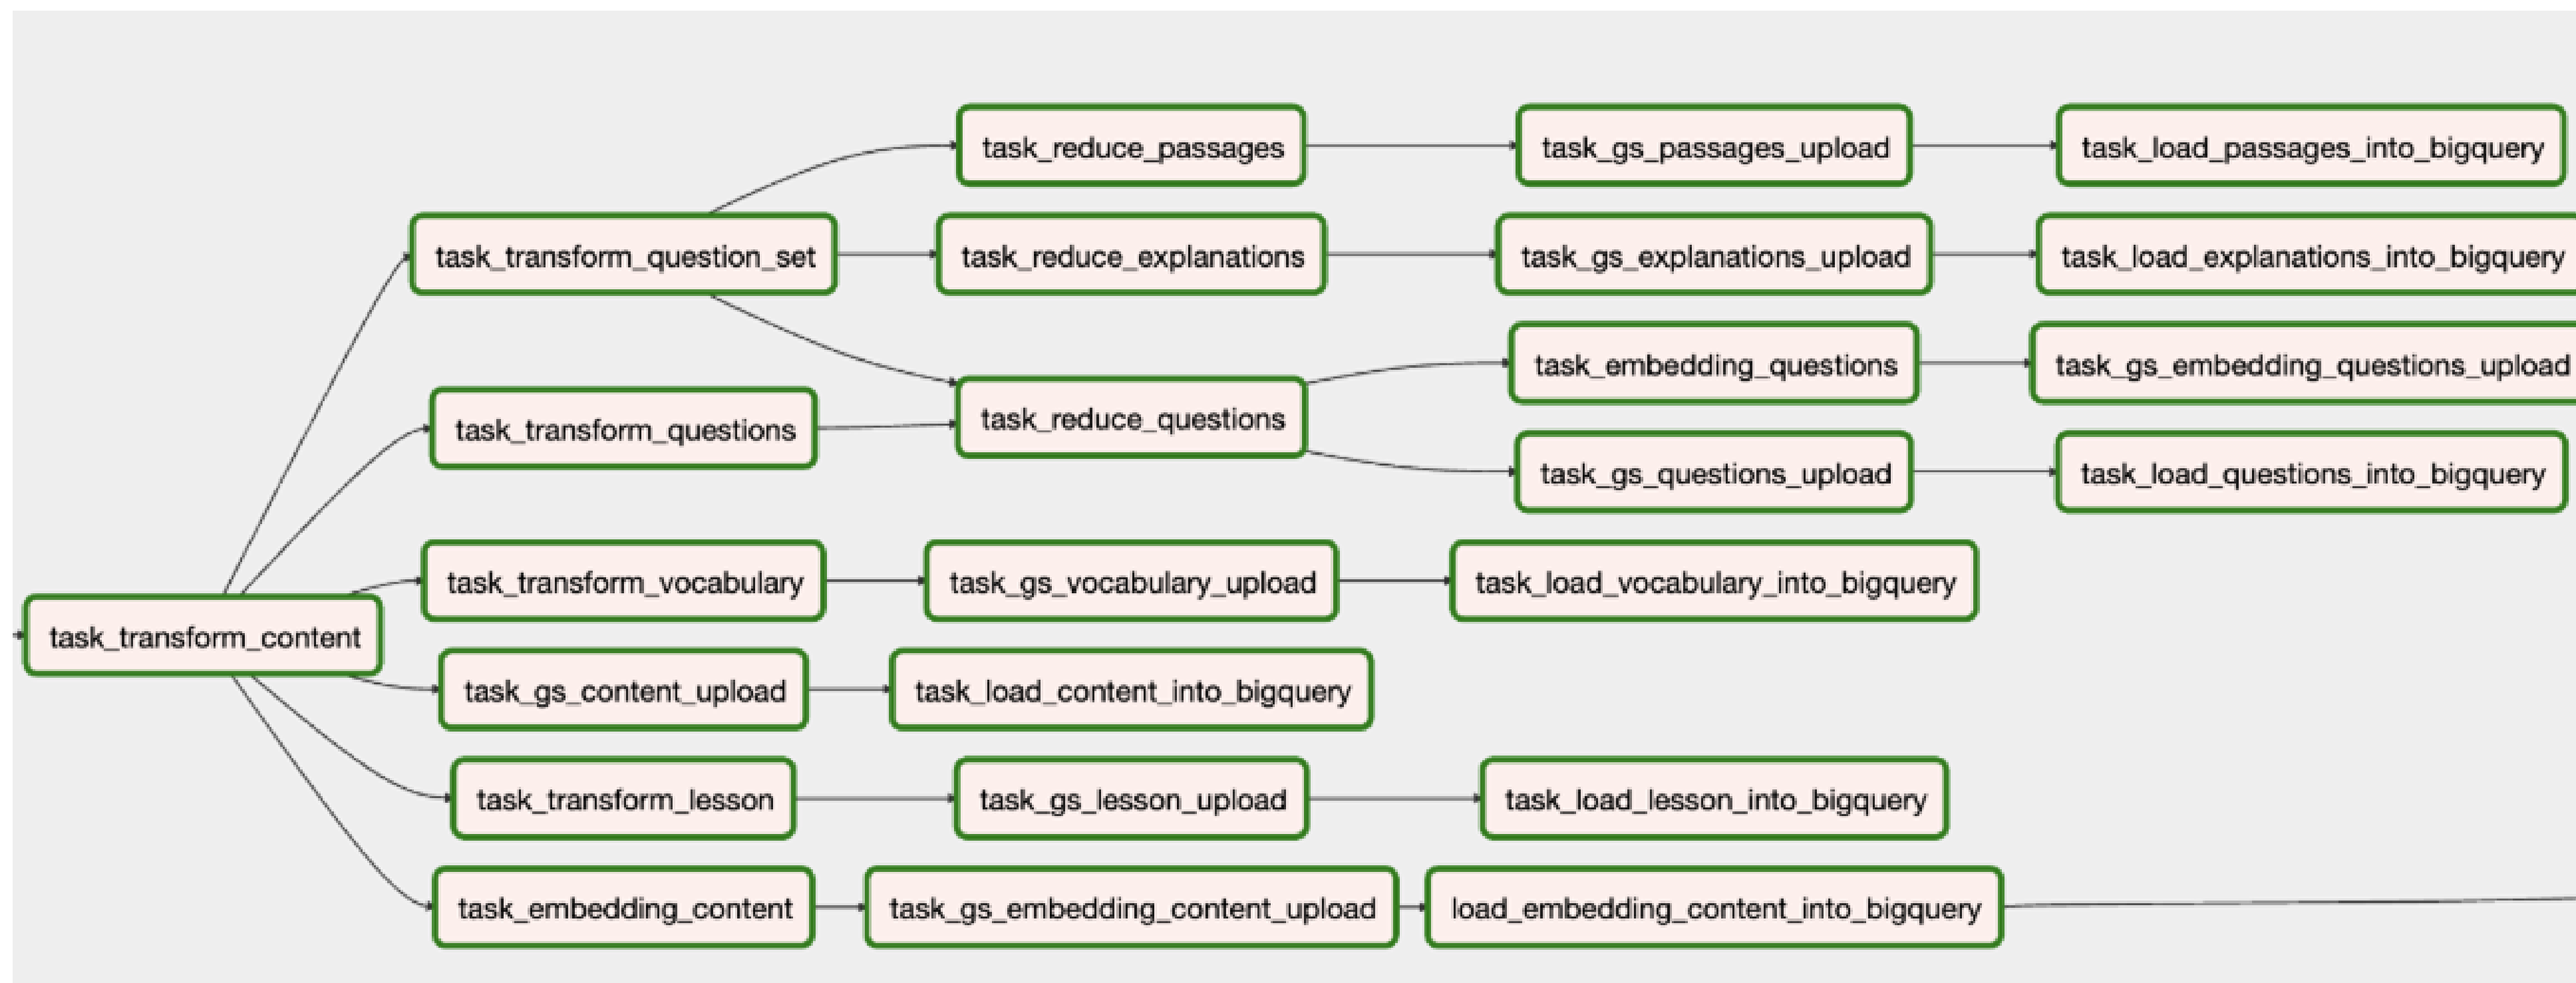 task_reduce_passages
task_gs_passages_upload
task_load_passages_into_bigquery
task_transform_question_set
task_reduce_explanations
task_gs_explanations_upload
task_load_explanations_into_bigquery
task_embedding_questions
task_gs_embedding_questions_upload
task_transform_questions
task_reduce_questions
task_gs_questions_upload
task_load_questions_into_bigquery
task_transform_vocabulary
task_gs_vocabulary_upload
task_load_vocabulary_into_bigquery
task_transform_content
task_gs_content_upload
task_load_content_into_bigquery
task_transform_lesson
task_gs_lesson_upload
task_load_lesson_into_bigquery
task_embedding_content
task_gs_embedding_content_upload
load_embedding_content_into_bigquery